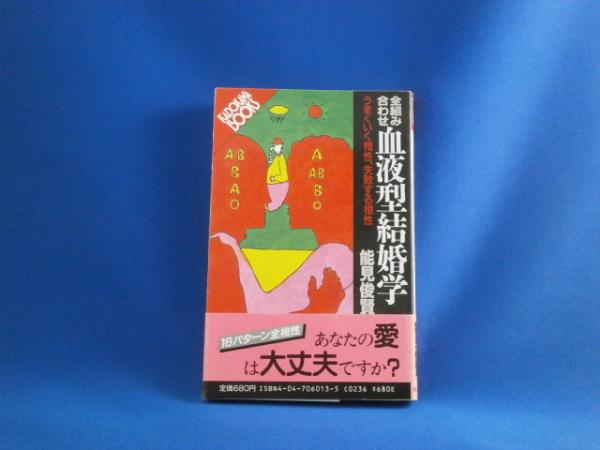 KADOKAWA
BOOKS
全組み
合わせ
血液型結婚学
うまくいく相性、失敗する相性
能見俊賢
AB
B
A
O
A
AB
B
O
16パターン全相性
あなたの愛
は大丈夫ですか?
定価680円 ISBN4-04-706013-5 C0236 ¥680E